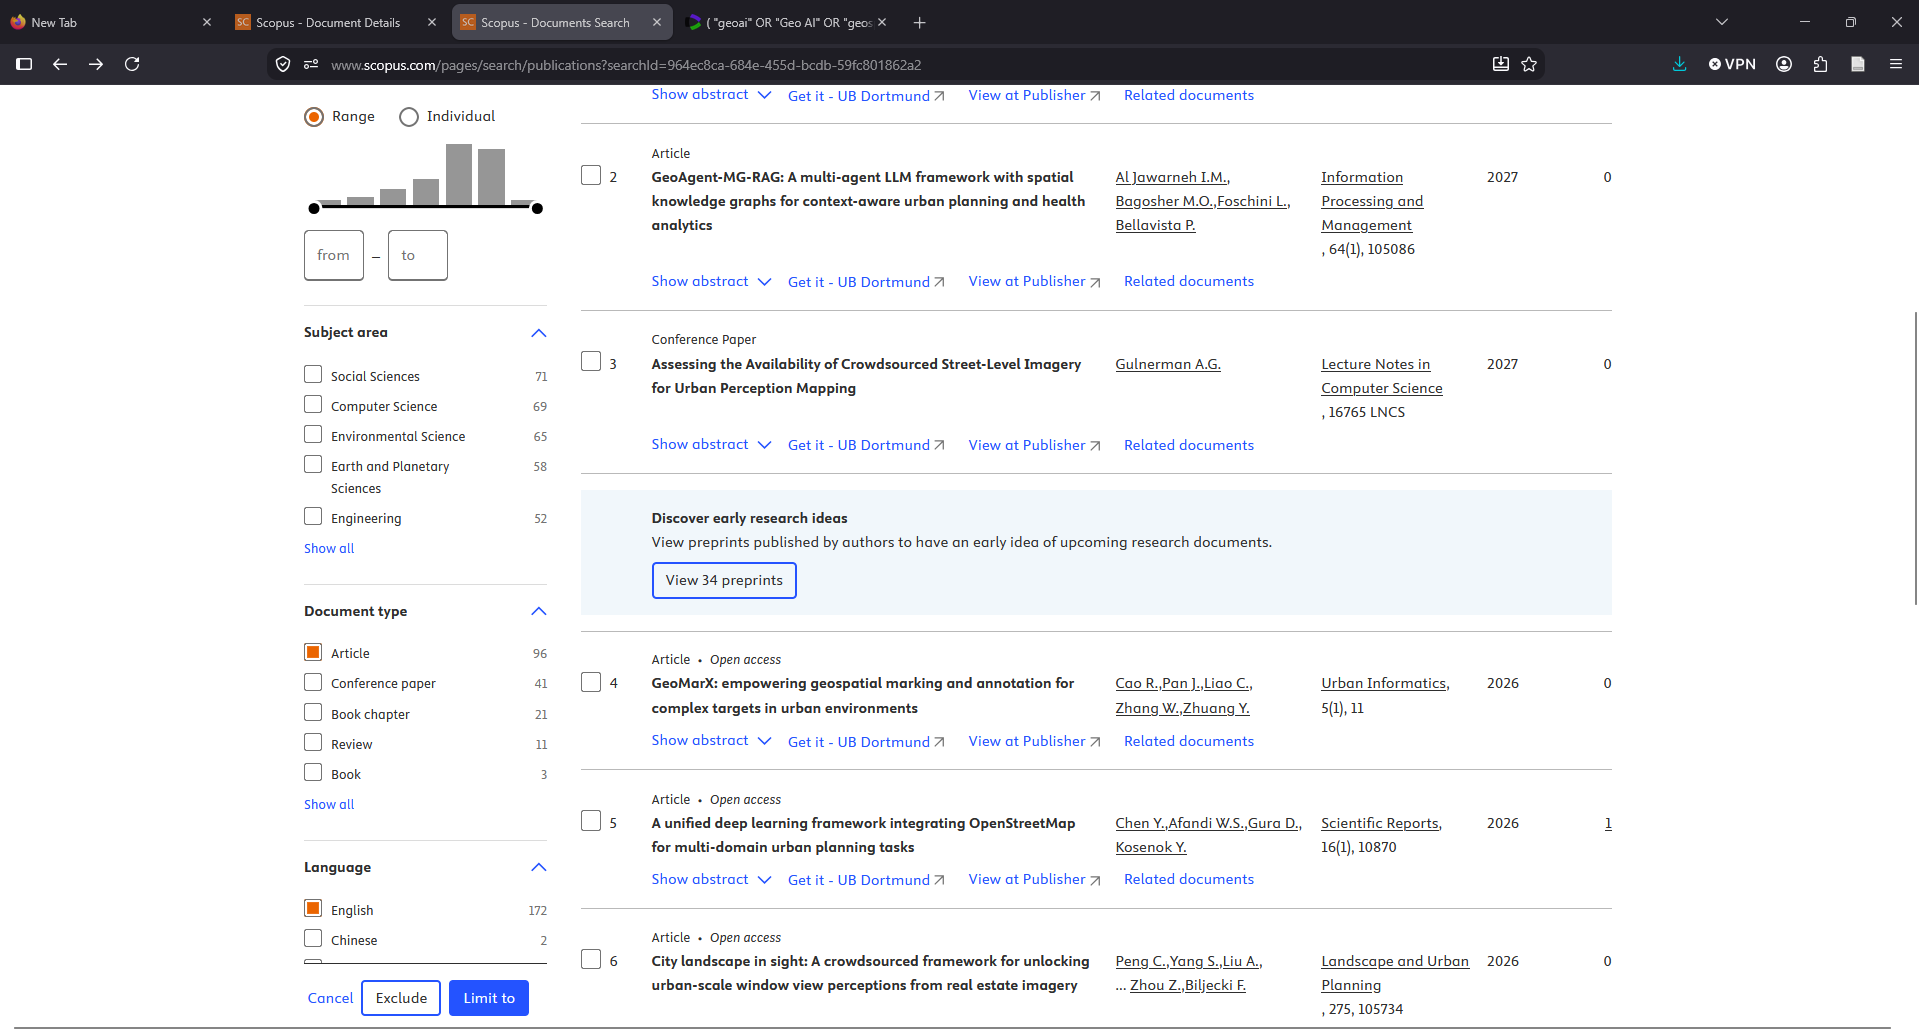 New Tab
SC Scopus - Document Details
SC Scopus - Documents Search
( "geoai" OR "Geo AI" OR "geos
www.scopus.com/pages/search/publications?searchId=964ec8ca-684e-455d-bcdb-59fc801862a2
VPN
Range
Individual
from – to
Subject area
Social Sciences 71
Computer Science 69
Environmental Science 65
Earth and Planetary
Sciences 58
Engineering 52
Show all
Document type
Article 96
Conference paper 41
Book chapter 21
Review 11
Book 3
Show all
Language
English 172
Chinese 2
Cancel
Exclude
Limit to
Show abstract Get it - UB Dortmund View at Publisher Related documents
Article
2 GeoAgent-MG-RAG: A multi-agent LLM framework with spatial
knowledge graphs for context-aware urban planning and health
analytics
Al Jawarneh I.M.,
Bagosher M.O.,Foschini L.,
Bellavista P.
Information
Processing and
Management
, 64(1), 105086
2027
0
Show abstract Get it - UB Dortmund View at Publisher Related documents
Conference Paper
3 Assessing the Availability of Crowdsourced Street-Level Imagery
for Urban Perception Mapping
Gulnerman A.G.
Lecture Notes in
Computer Science
, 16765 LNCS
2027
0
Show abstract Get it - UB Dortmund View at Publisher Related documents
Discover early research ideas
View preprints published by authors to have an early idea of upcoming research documents.
View 34 preprints
Article • Open access
4 GeoMarX: empowering geospatial marking and annotation for
complex targets in urban environments
Cao R.,Pan J.,Liao C.,
Zhang W.,Zhuang Y.
Urban Informatics,
5(1), 11
2026
0
Show abstract Get it - UB Dortmund View at Publisher Related documents
Article • Open access
5 A unified deep learning framework integrating OpenStreetMap
for multi-domain urban planning tasks
Chen Y.,Afandi W.S.,Gura D.,
Kosenok Y.
Scientific Reports,
16(1), 10870
2026
1
Show abstract Get it - UB Dortmund View at Publisher Related documents
Article • Open access
6 City landscape in sight: A crowdsourced framework for unlocking
urban-scale window view perceptions from real estate imagery
Peng C.,Yang S.,Liu A.,
... Zhou Z.,Biljecki F.
Landscape and Urban
Planning
, 275, 105734
2026
0